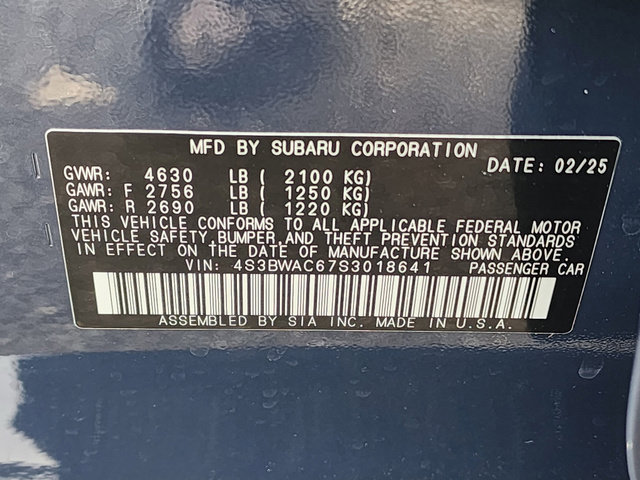 MFD BY SUBARU CORPORATION
DATE: 02/25
GVWR: 4630 LB ( 2100 KG)
GAWR: F 2756 LB ( 1250 KG)
GAWR: R 2690 LB ( 1220 KG)
THIS VEHICLE CONFORMS TO ALL APPLICABLE FEDERAL MOTOR
VEHICLE SAFETY, BUMPER, AND THEFT PREVENTION STANDARDS
IN EFFECT ON THE DATE OF MANUFACTURE SHOWN ABOVE.
VIN: 4S3BWAC67S3018641 PASSENGER CAR
ASSEMBLED BY SIA INC. MADE IN U.S.A.